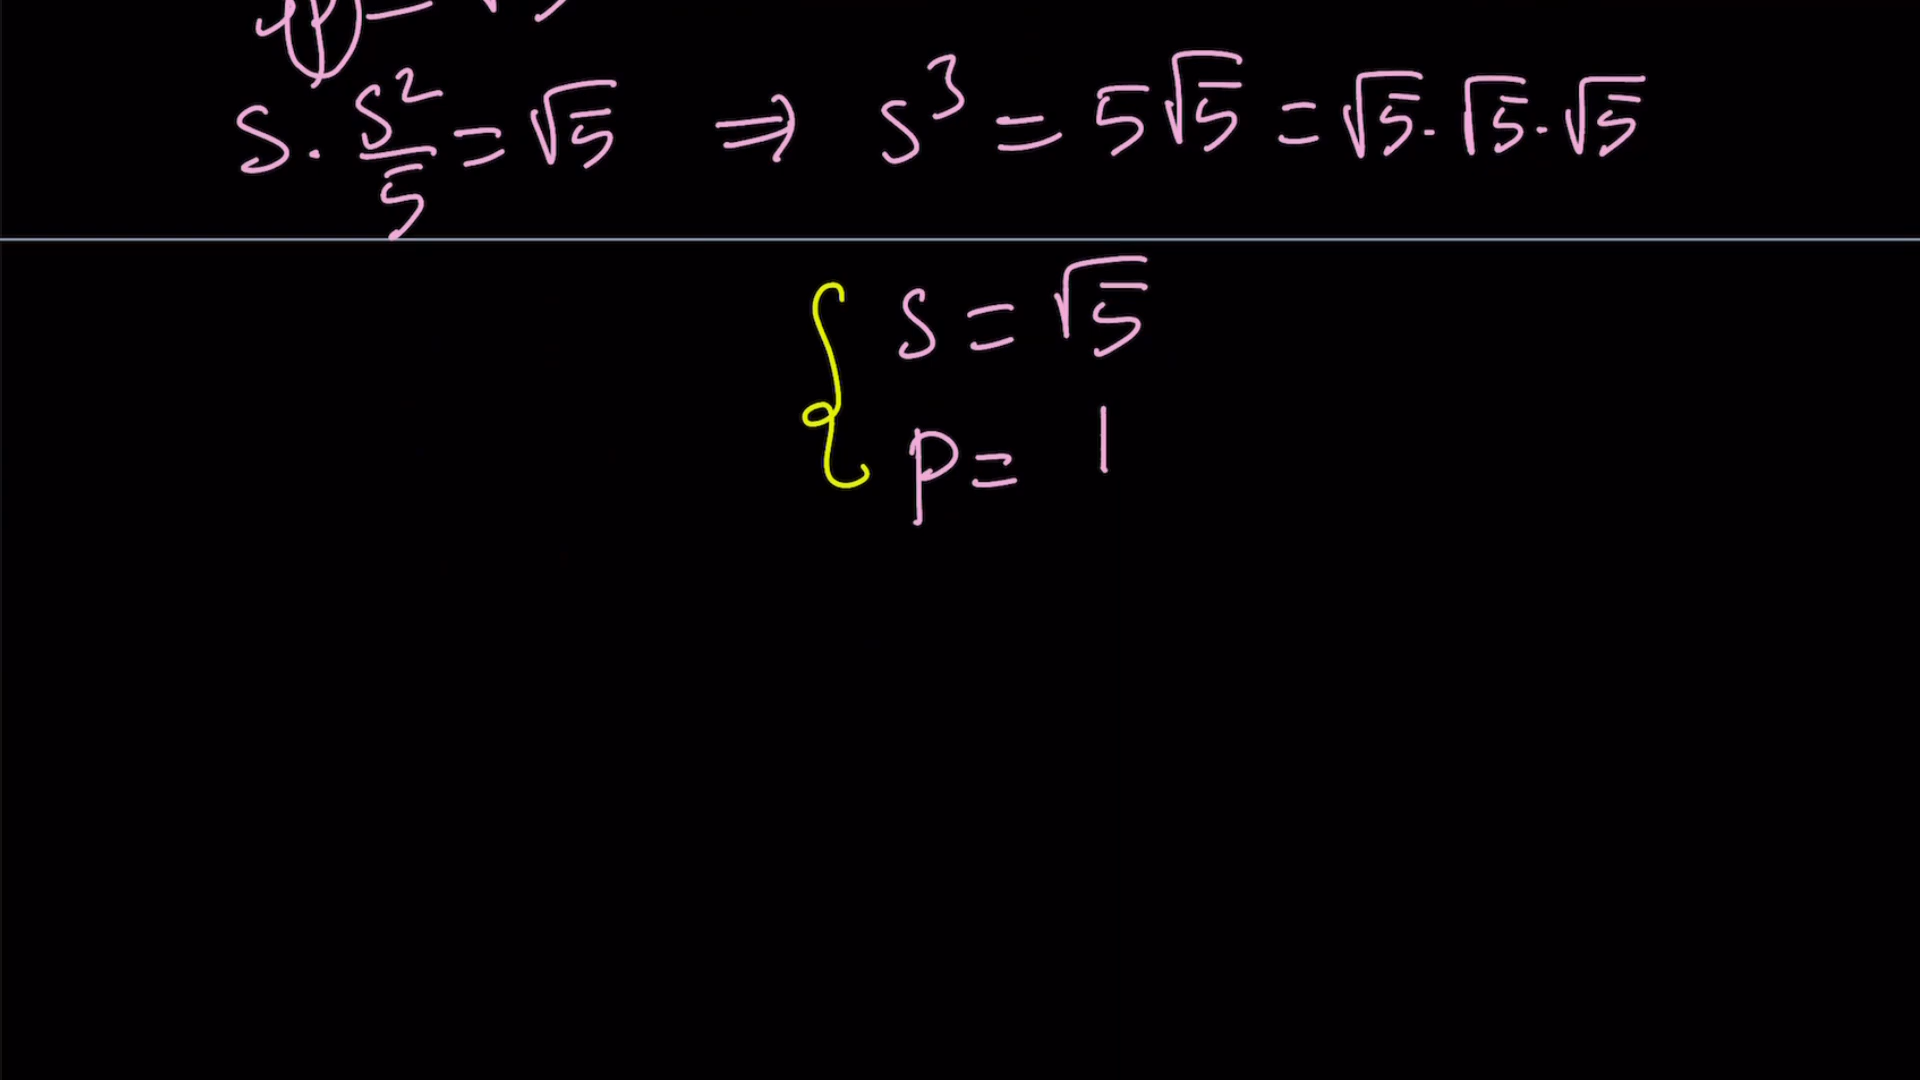 S · S²/5 = √5 ⇒ S³ = 5√5 = √5 · √5 · √5
{ S = √5
P = 1